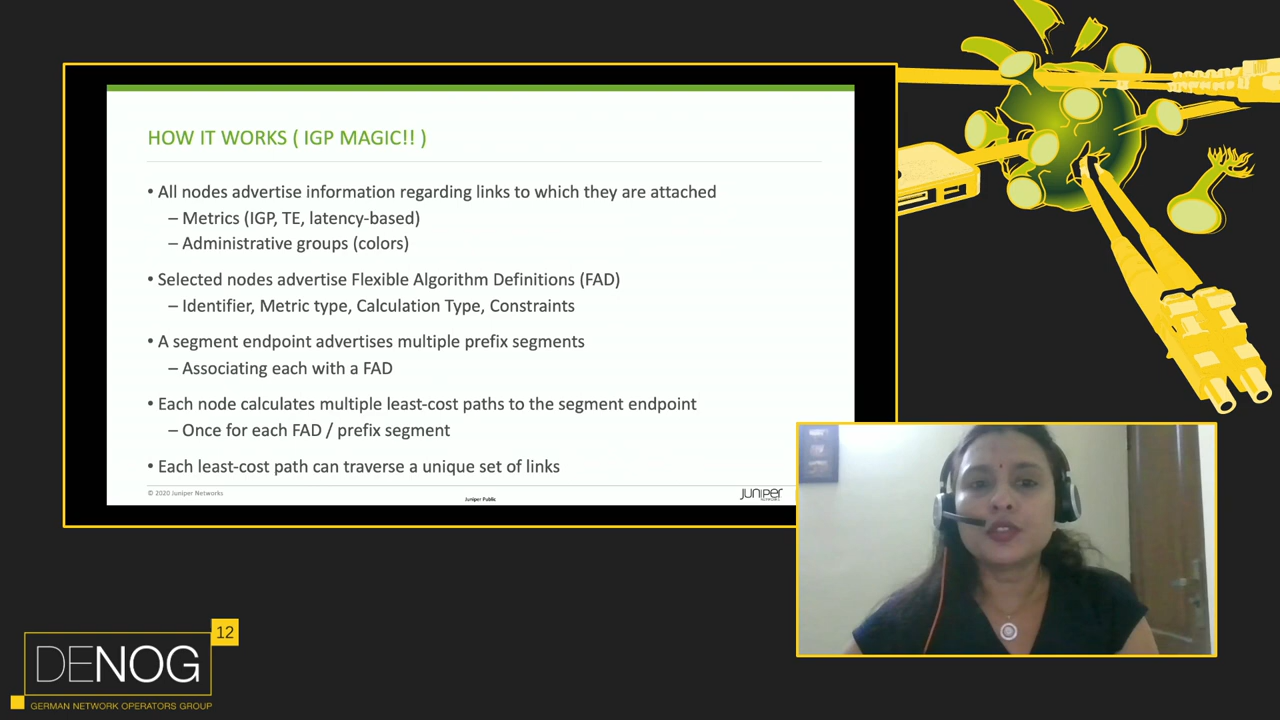 HOW IT WORKS ( IGP MAGIC!! )
• All nodes advertise information regarding links to which they are attached
– Metrics (IGP, TE, latency-based)
– Administrative groups (colors)
• Selected nodes advertise Flexible Algorithm Definitions (FAD)
– Identifier, Metric type, Calculation Type, Constraints
• A segment endpoint advertises multiple prefix segments
– Associating each with a FAD
• Each node calculates multiple least-cost paths to the segment endpoint
– Once for each FAD / prefix segment
• Each least-cost path can traverse a unique set of links
© 2020 Juniper Networks
Juniper Public
JUNIPER
NETWORKS
12
DENOG
GERMAN NETWORK OPERATORS GROUP